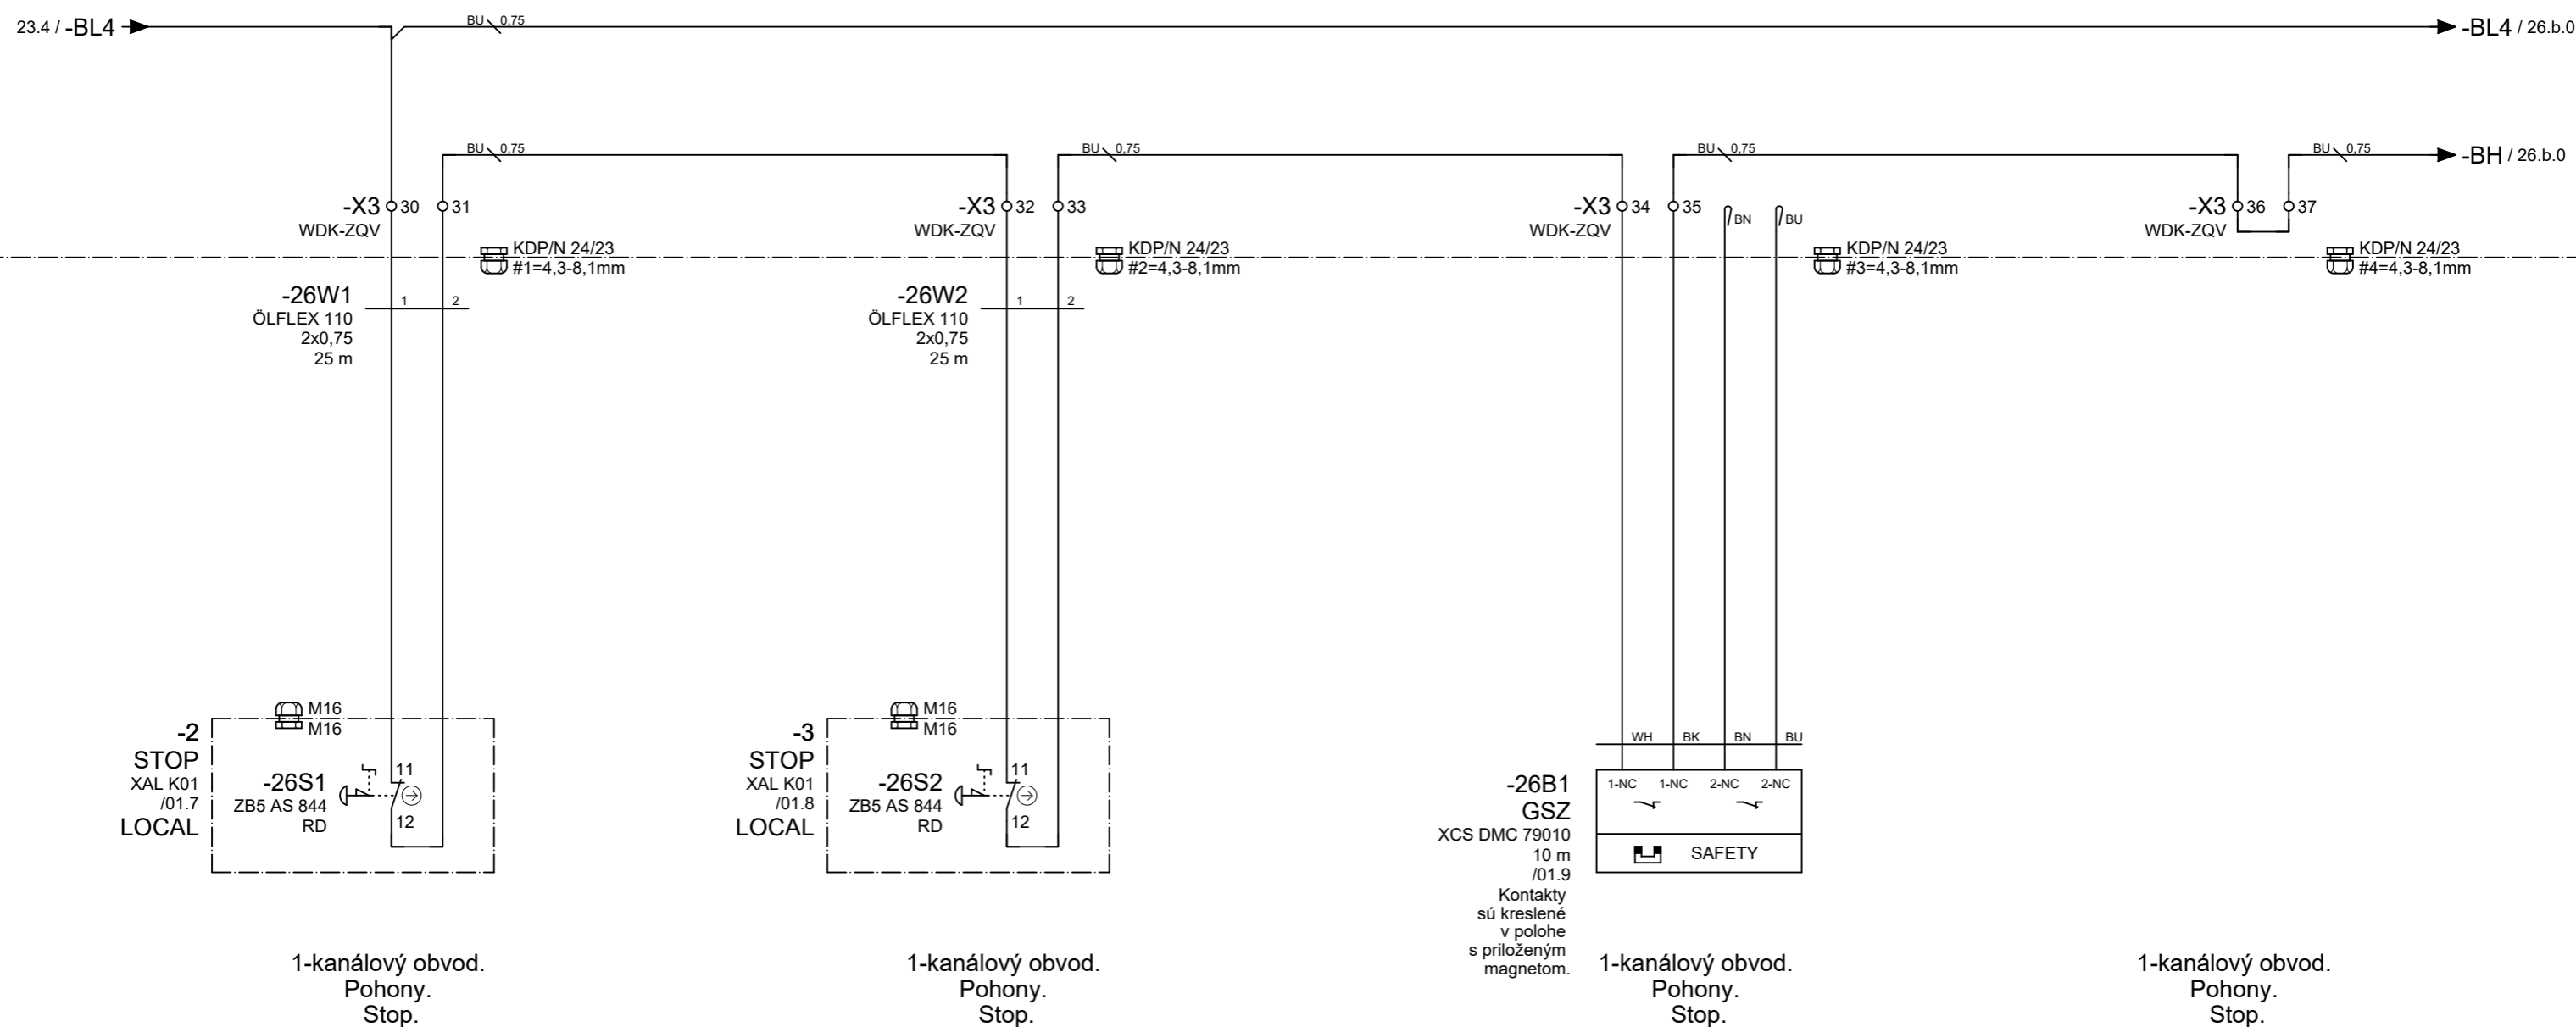 23.4 / -BL4
BU 0,75
-BL4 / 26.b.0
BU 0,75
BU 0,75
BU 0,75
BU 0,75
-BH / 26.b.0
-X3 30 31
WDK-ZQV
-X3 32 33
WDK-ZQV
-X3 34 35
WDK-ZQV
BN
BU
-X3 36 37
WDK-ZQV
KDP/N 24/23
#1=4,3-8,1mm
KDP/N 24/23
#2=4,3-8,1mm
KDP/N 24/23
#3=4,3-8,1mm
KDP/N 24/23
#4=4,3-8,1mm
-26W1 1 2
ÖLFLEX 110
2x0,75
25 m
-26W2 1 2
ÖLFLEX 110
2x0,75
25 m
M16
M16
-2
STOP
XAL K01
/01.7
LOCAL
-26S1
ZB5 AS 844
RD
11
12
M16
M16
-3
STOP
XAL K01
/01.8
LOCAL
-26S2
ZB5 AS 844
RD
11
12
WH BK BN BU
1-NC 1-NC 2-NC 2-NC
SAFETY
-26B1
GSZ
XCS DMC 79010
10 m
/01.9
Kontakty
sú kreslené
v polohe
s priloženým
magnetom.
1-kanálový obvod.
Pohony.
Stop.
1-kanálový obvod.
Pohony.
Stop.
1-kanálový obvod.
Pohony.
Stop.
1-kanálový obvod.
Pohony.
Stop.